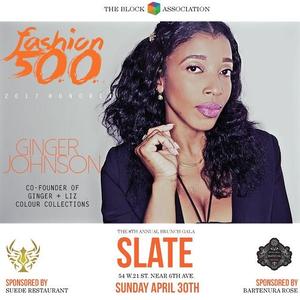 THE BLOCK ASSOCIATION
fashion
50.0
2017 HONOREE
GINGER
JOHNSON
CO-FOUNDER OF
GINGER + LIZ
COLOUR COLLECTIONS
THE 8TH ANNUAL BRUNCH GALA
SLATE
54 W.21 ST. NEAR 6TH AVE
SUNDAY APRIL 30TH
SPONSORED BY
SUEDE RESTAURANT
SPONSORED BY
BARTENURA ROSE